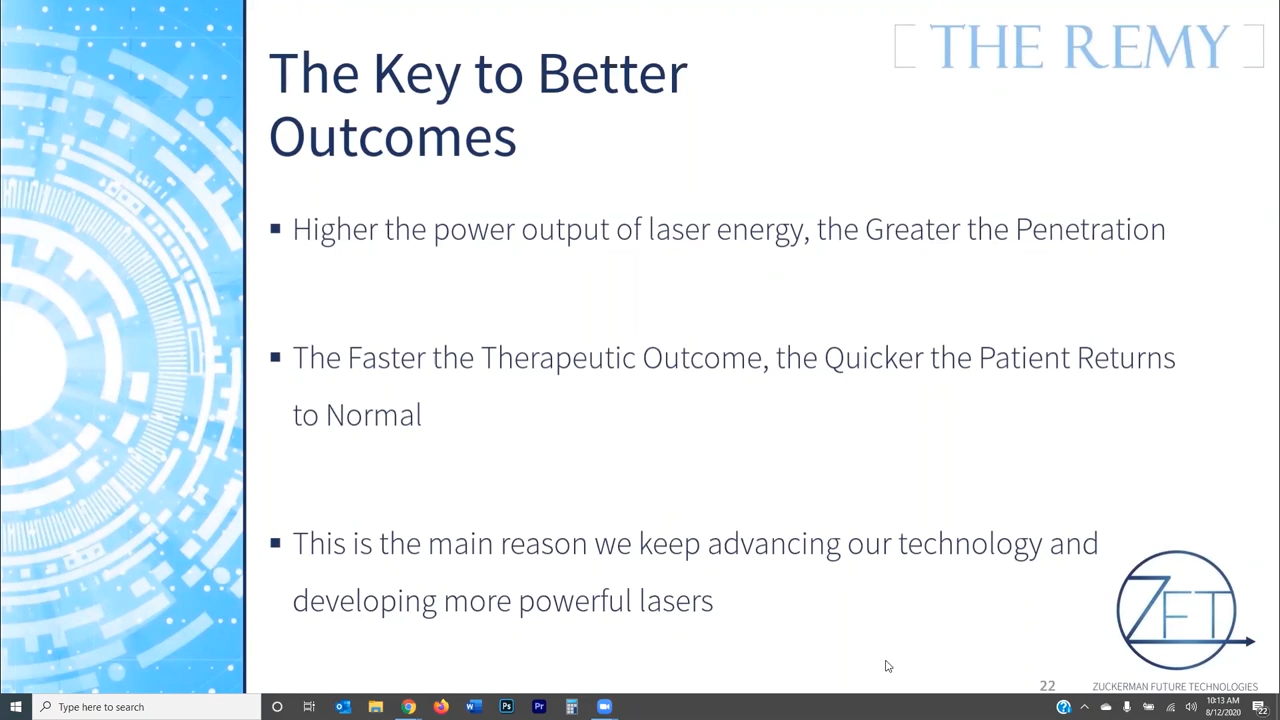 [ THE REMY ]
The Key to Better
Outcomes
▪ Higher the power output of laser energy, the Greater the Penetration
▪ The Faster the Therapeutic Outcome, the Quicker the Patient Returns
to Normal
▪ This is the main reason we keep advancing our technology and
developing more powerful lasers
ZFT
22
ZUCKERMAN FUTURE TECHNOLOGIES
Type here to search
W
Ps
Pr
?
10:13 AM
8/12/2020
22